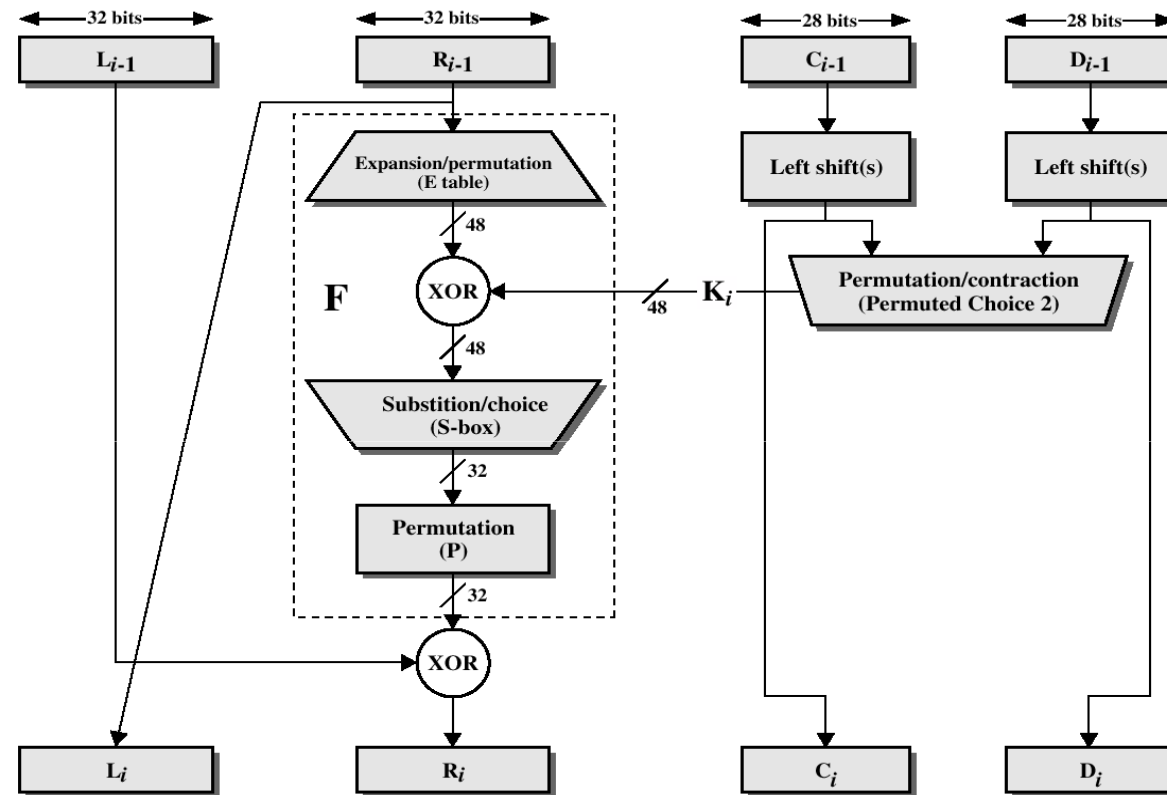 32 bits
32 bits
28 bits
28 bits
Li-1
Ri-1
Ci-1
Di-1
Expansion/permutation
(E table)
Left shift(s)
Left shift(s)
48
F
XOR
Ki
48
Permutation/contraction
(Permuted Choice 2)
48
Substition/choice
(S-box)
32
Permutation
(P)
32
XOR
Li
Ri
Ci
Di